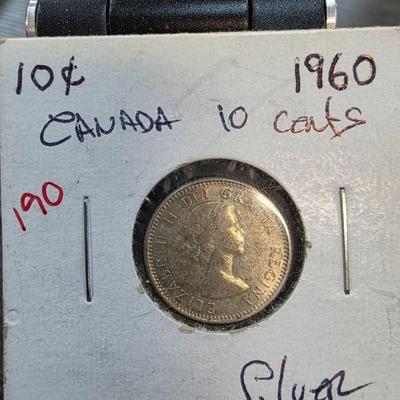 10¢ 1960
CANADA 10 Cents
190
ELIZABETH II DEI GRATIA REGINA
Silver